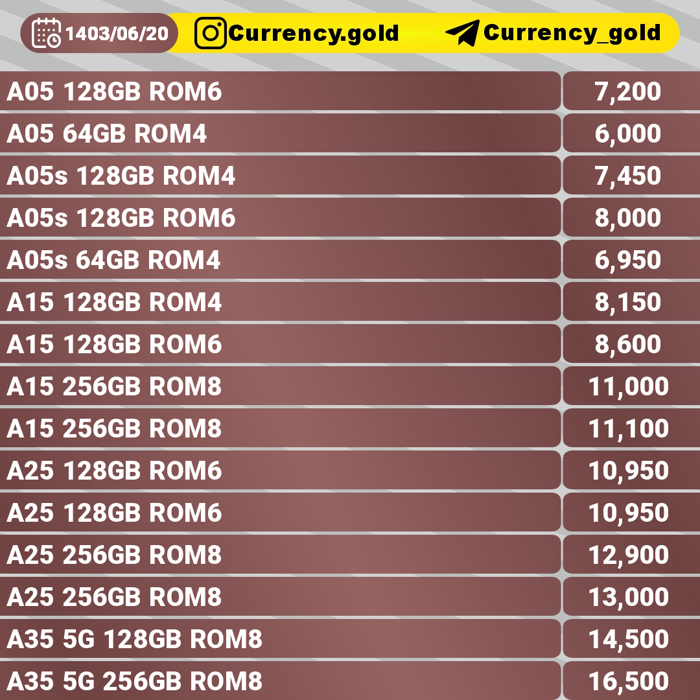 1403/06/20 Currency.gold Currency_gold
A05 128GB ROM6 7,200
A05 64GB ROM4 6,000
A05s 128GB ROM4 7,450
A05s 128GB ROM6 8,000
A05s 64GB ROM4 6,950
A15 128GB ROM4 8,150
A15 128GB ROM6 8,600
A15 256GB ROM8 11,000
A15 256GB ROM8 11,100
A25 128GB ROM6 10,950
A25 128GB ROM6 10,950
A25 256GB ROM8 12,900
A25 256GB ROM8 13,000
A35 5G 128GB ROM8 14,500
A35 5G 256GB ROM8 16,500